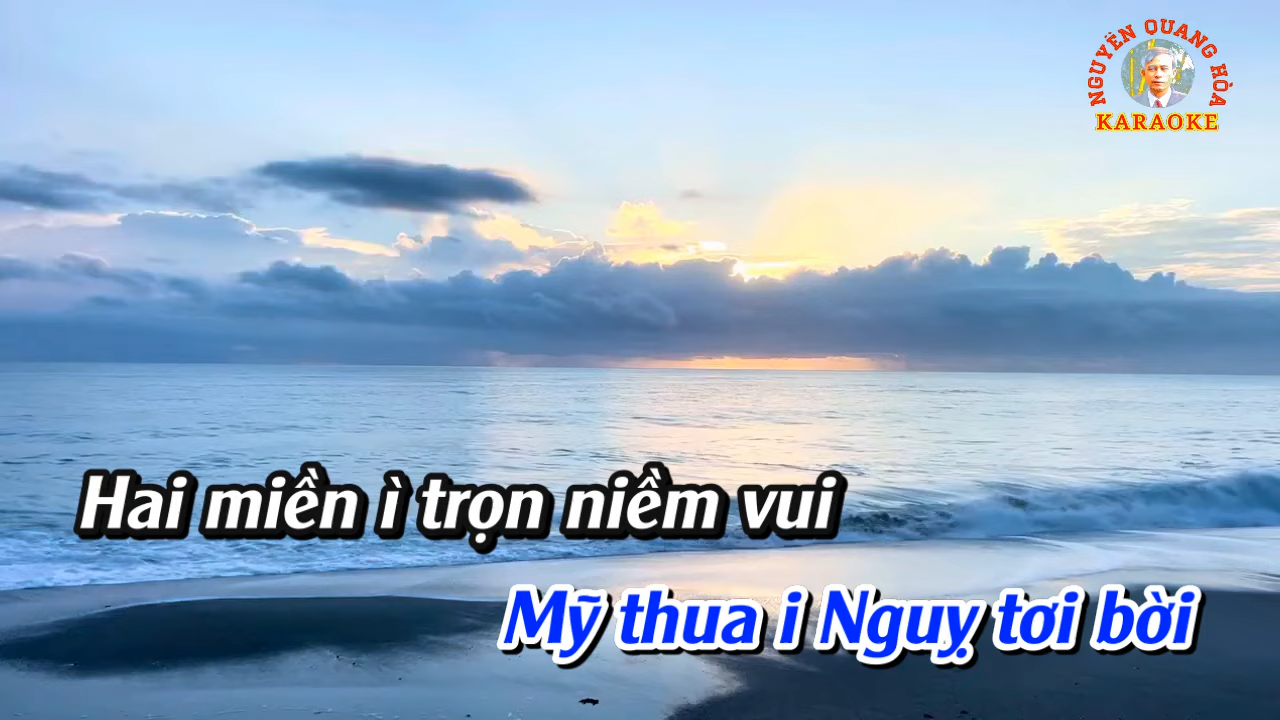 NGUYỄN QUANG HÒA
KARAOKE
Hai miền ì trọn niềm vui
Mỹ thua i Nguỵ tơi bời